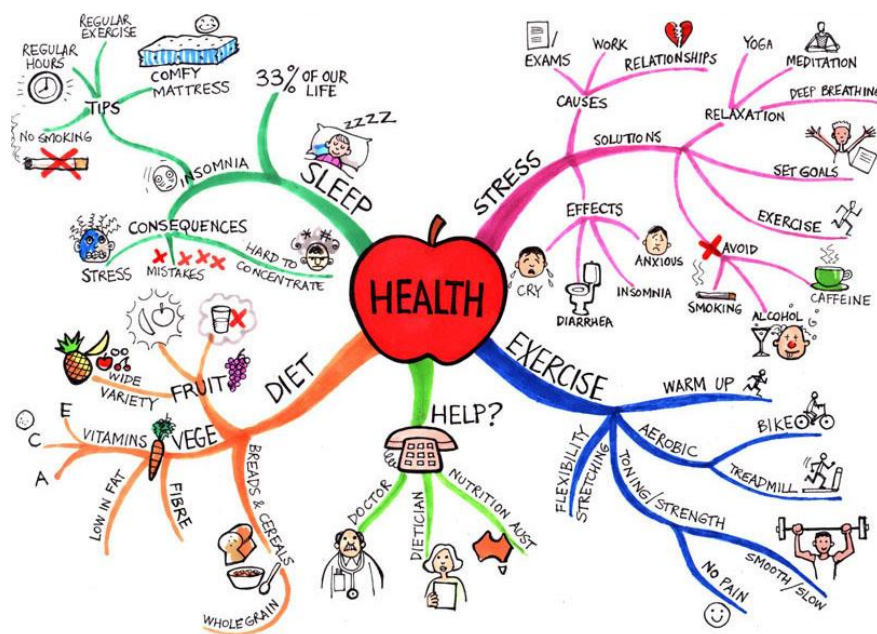 HEALTH
SLEEP
33% OF OUR
LIFE
zzzz
INSOMNIA
TIPS
REGULAR
HOURS
REGULAR
EXERCISE
COMFY
MATTRESS
NO SMOKING
CONSEQUENCES
STRESS
MISTAKES
HARD TO
CONCENTRATE
STRESS
CAUSES
EXAMS
WORK
RELATIONSHIPS
SOLUTIONS
RELAXATION
YOGA
MEDITATION
DEEP BREATHING
SET GOALS
EXERCISE
AVOID
SMOKING
ALCOHOL
CAFFEINE
EFFECTS
CRY
DIARRHEA
INSOMNIA
ANXIOUS
EXERCISE
WARM UP
AEROBIC
BIKE
TREADMILL
TONING/STRENGTH
SMOOTH/SLOW
NO PAIN
FLEXIBILITY
STRETCHING
HELP?
DOCTOR
DIETICIAN
NUTRITION AUST
DIET
FRUIT
WIDE
VARIETY
VEGE
VITAMINS
E
C
A
LOW IN FAT
FIBRE
BREADS & CEREALS
WHOLEGRAIN